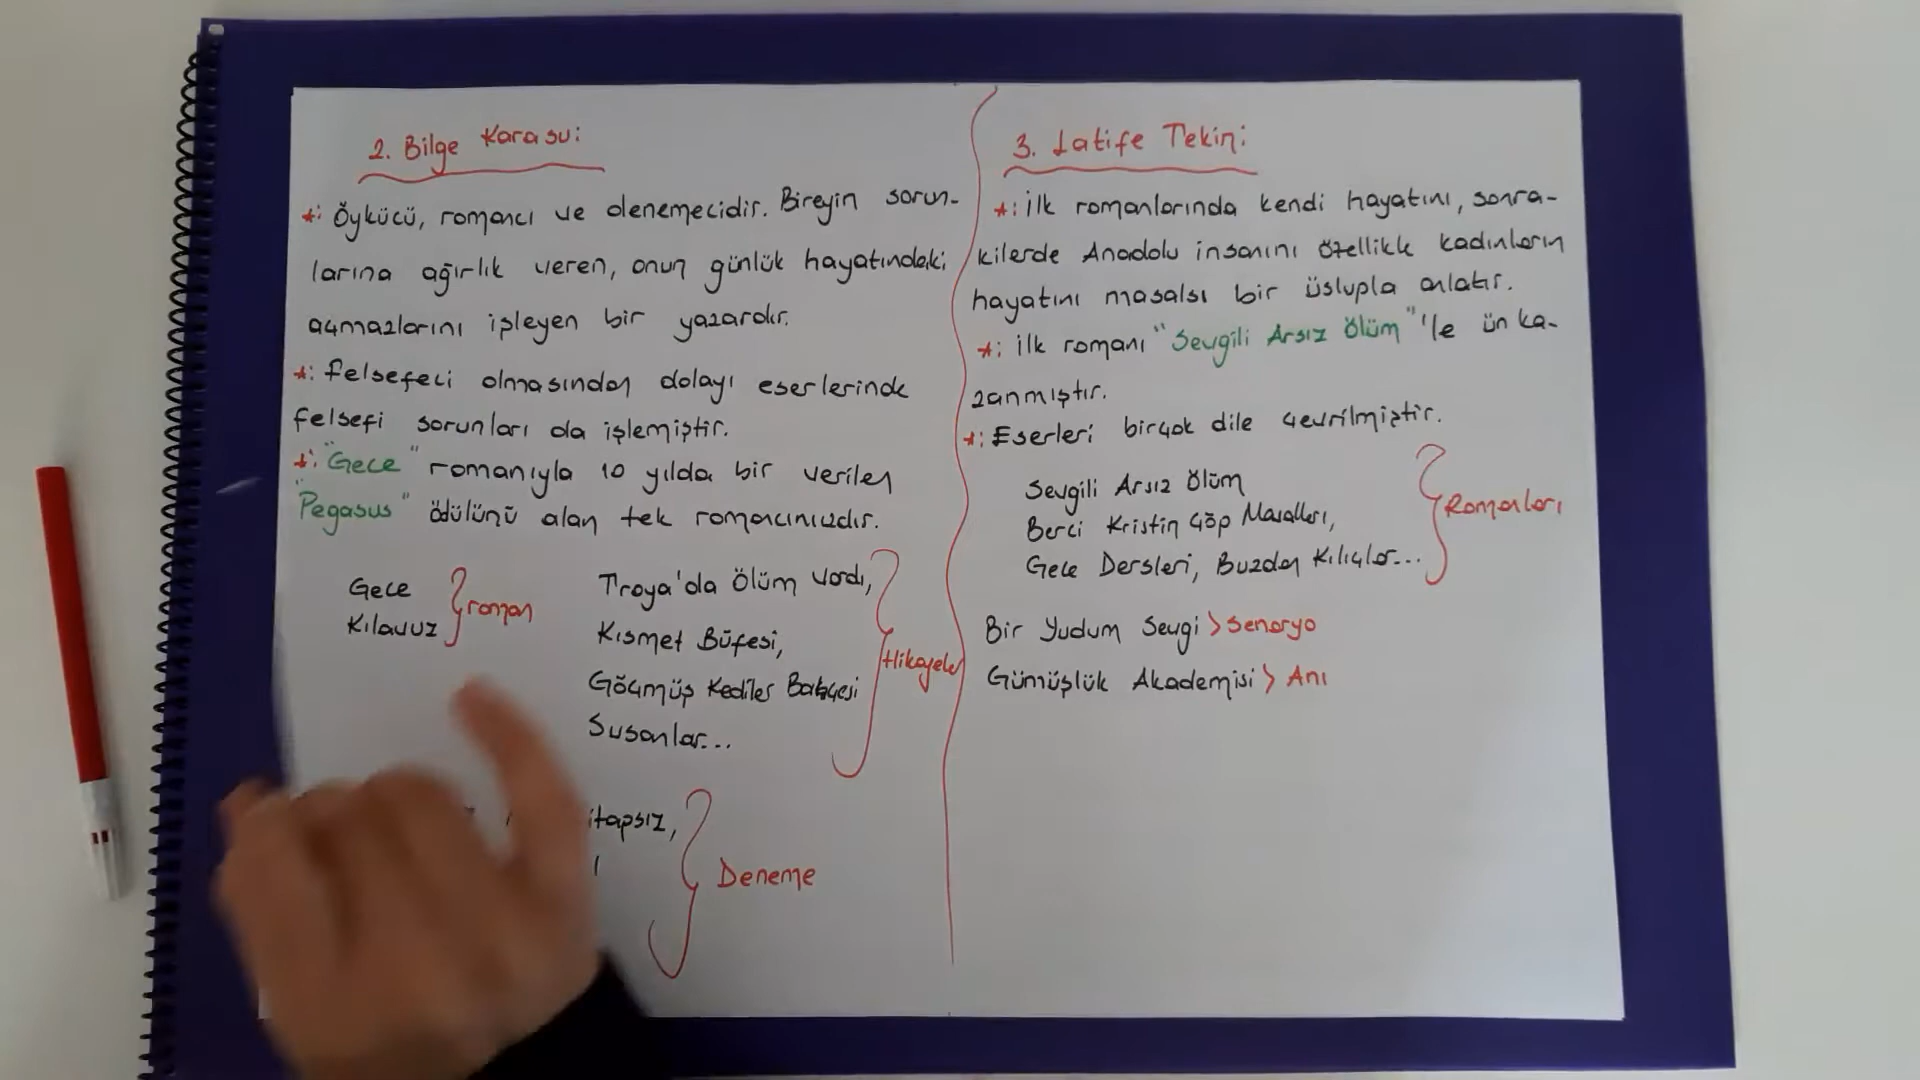 2. Bilge Karasu:
*: Öykücü, romancı ve denemecidir. Bireyin sorun-
larına ağırlık veren, onun günlük hayatındaki
açmazlarını işleyen bir yazardır.
*: felsefeci olmasından dolayı eserlerinde
felsefi sorunları da işlemiştir.
*: "Gece" romanıyla 10 yılda bir verilen
"Pegasus" ödülünü alan tek romancımızdır.
Gece
Kılavuz
roman
Troya'da Ölüm Vardı,
Kısmet Büfesi,
Göçmüş Kediler Bahçesi
Susanlar...
Hikayeler
itapsız,
Deneme
3. Latife Tekin:
*: ilk romanlarında kendi hayatını, sonra-
kilerde Anadolu insanını özellikle kadınların
hayatını masalsı bir üslupla anlatır.
*: ilk romanı "Sevgili Arsız Ölüm"'le ün ka-
zanmıştır.
*: Eserleri birçok dile çevrilmiştir.
Sevgili Arsız Ölüm
Berci Kristin Çöp Masalları,
Gece Dersleri, Buzdan Kılıçlar...
Romanları
Bir Yudum Sevgi > Senaryo
Gümüşlük Akademisi > Anı